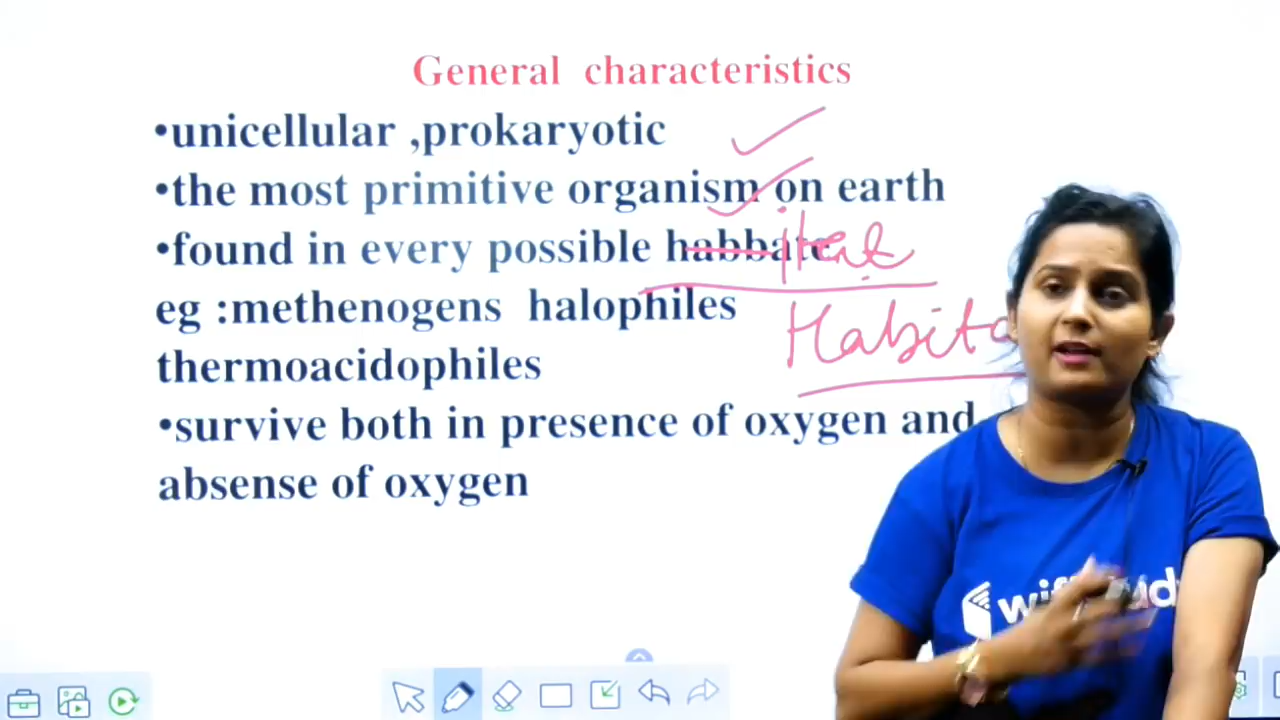 General characteristics
•unicellular ,prokaryotic
•the most primitive organism on earth
•found in every possible habbate
eg :methenogens halophiles
thermoacidophiles
•survive both in presence of oxygen and
absense of oxygen